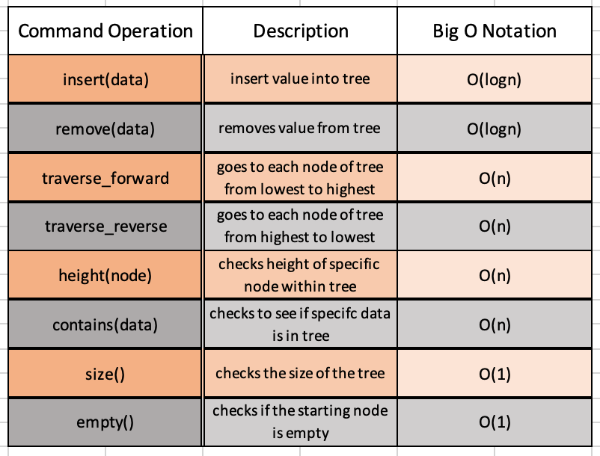 Command Operation Description Big O Notation
insert(data) insert value into tree O(logn)
remove(data) removes value from tree O(logn)
traverse_forward goes to each node of tree
from lowest to highest O(n)
traverse_reverse goes to each node of tree
from highest to lowest O(n)
height(node) checks height of specific
node within tree O(n)
contains(data) checks to see if specifc data
is in tree O(n)
size() checks the size of the tree O(1)
empty() checks if the starting node
is empty O(1)